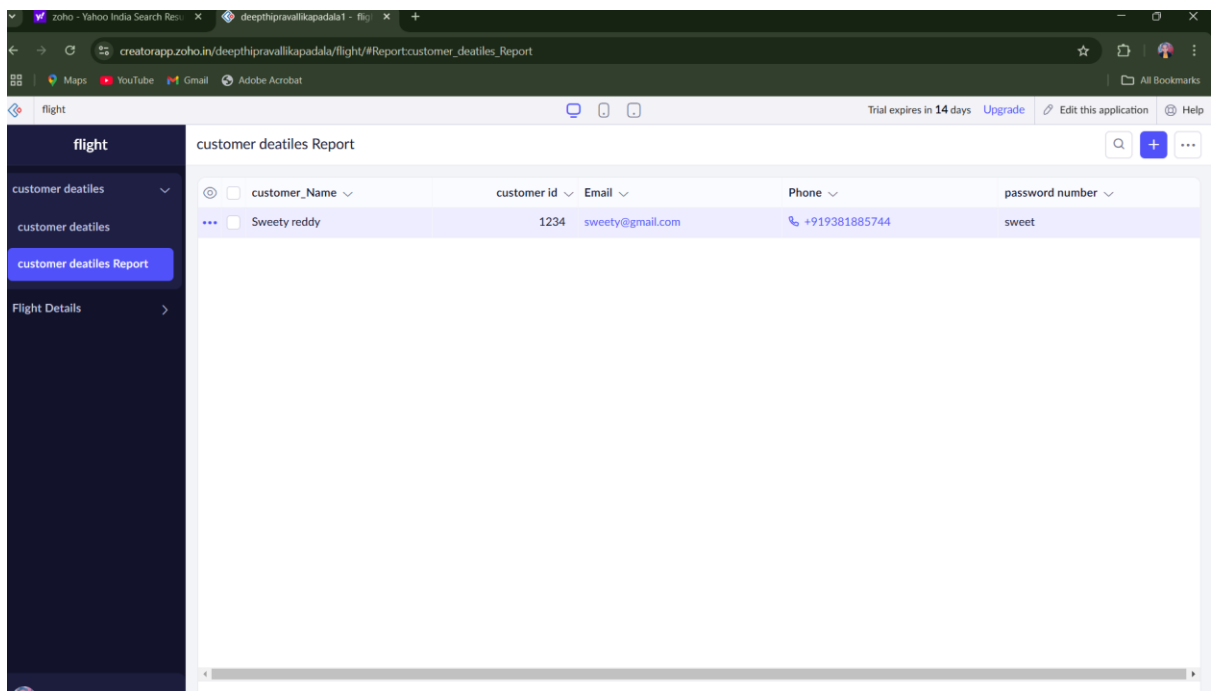 zoho - Yahoo India Search Resu
deepthipravallikapadala1 - flig
creatorapp.zoho.in/deepthipravallikapadala/flight/#Report:customer_deatiles_Report
Maps YouTube Gmail Adobe Acrobat All Bookmarks
flight Trial expires in 14 days Upgrade Edit this application Help
flight customer deatiles Report
customer deatiles customer_Name customer id Email Phone password number
customer deatiles Sweety reddy 1234 sweety@gmail.com +919381885744 sweet
customer deatiles Report
Flight Details